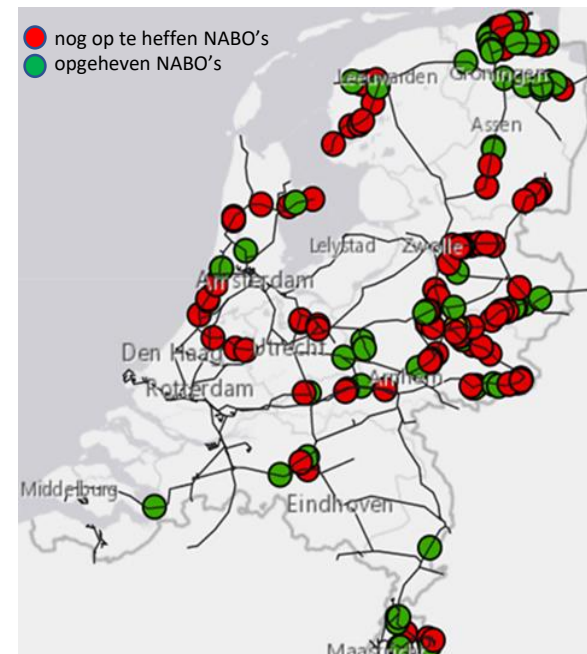 nog op te heffen NABO's
opgeheven NABO's
Leeuwarden
Groningen
Assen
Lelystad
Zwolle
Amsterdam
Den Haag
Utrecht
Arnhem
Rotterdam
Middelburg
Eindhoven
Maastricht